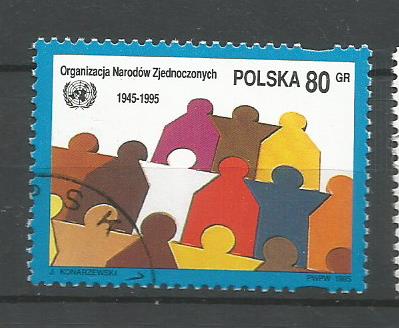 Organizacja Narodów Zjednoczonych
POLSKA 80 GR
1945-1995
J. KONARZEWSKI
PWPW 1995